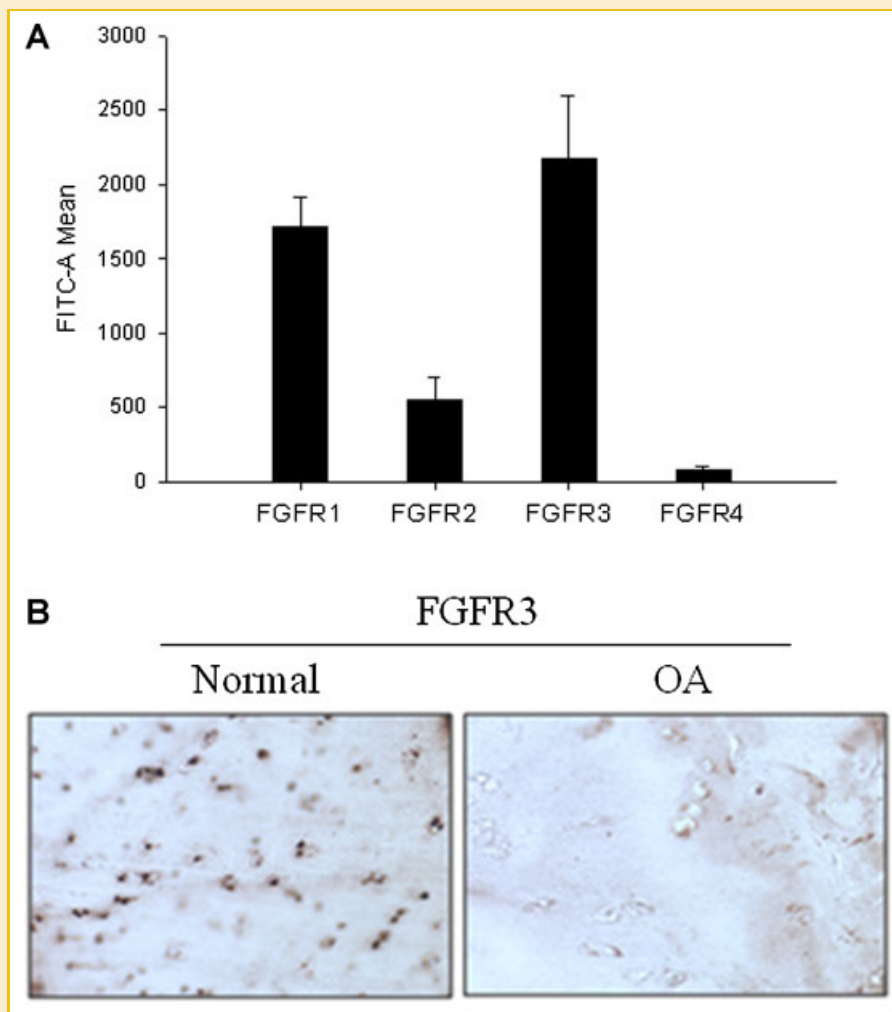 A
3000
2500
2000
1500
1000
500
0
FITC-A Mean
FGFR1 FGFR2 FGFR3 FGFR4
B
FGFR3
Normal OA